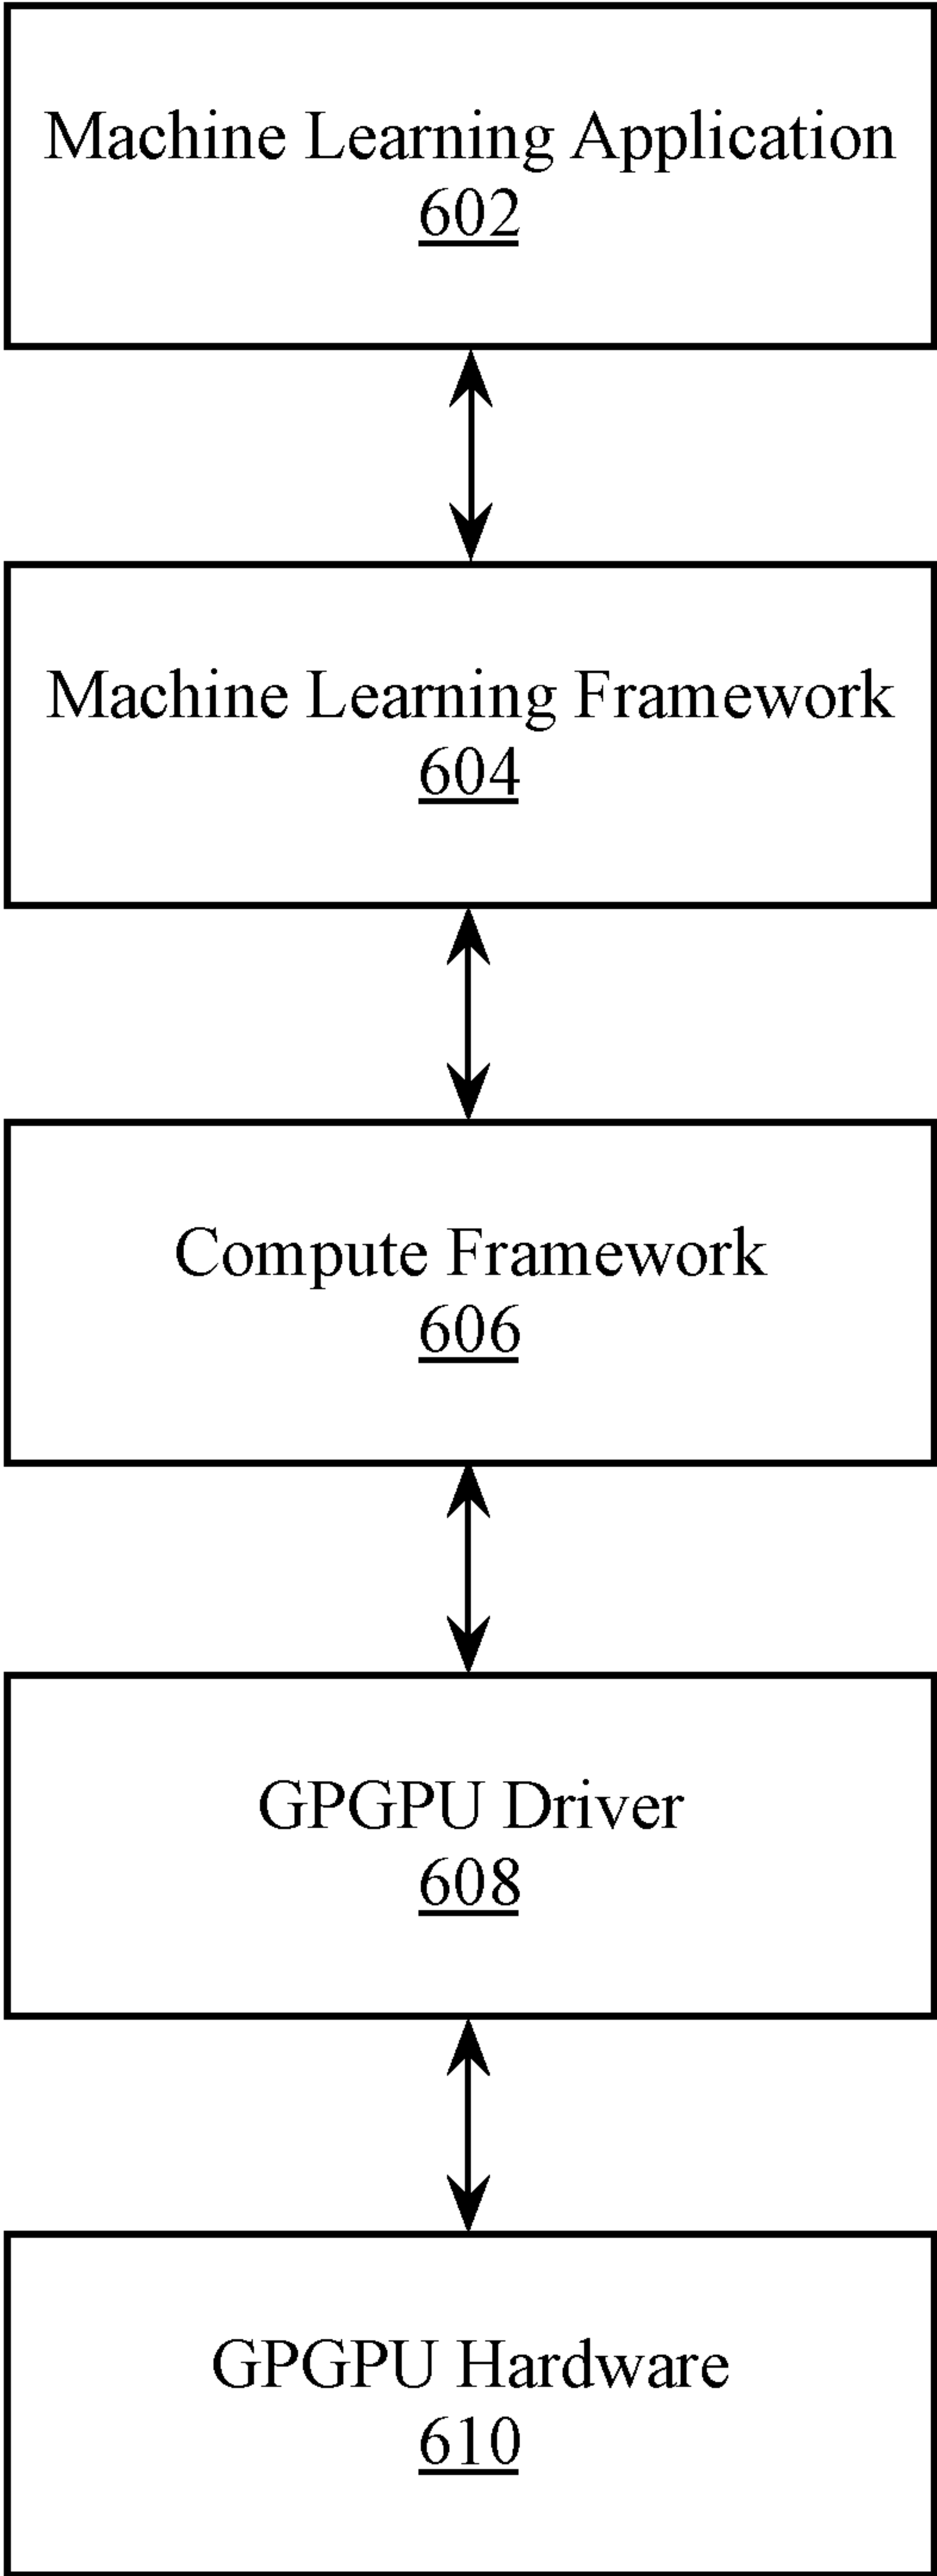 Machine Learning Application
602
Machine Learning Framework
604
Compute Framework
606
GPGPU Driver
608
GPGPU Hardware
610